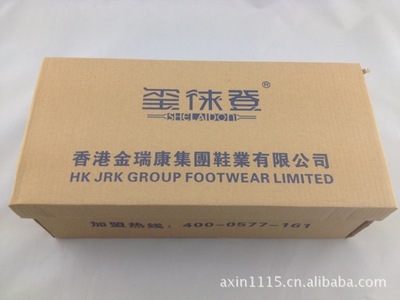 玺徕登®
SHELAIDON
香港金瑞康集團鞋業有限公司
HK JRK GROUP FOOTWEAR LIMITED
加盟热线：400-0577-161
axin1115.cn.alibaba.com